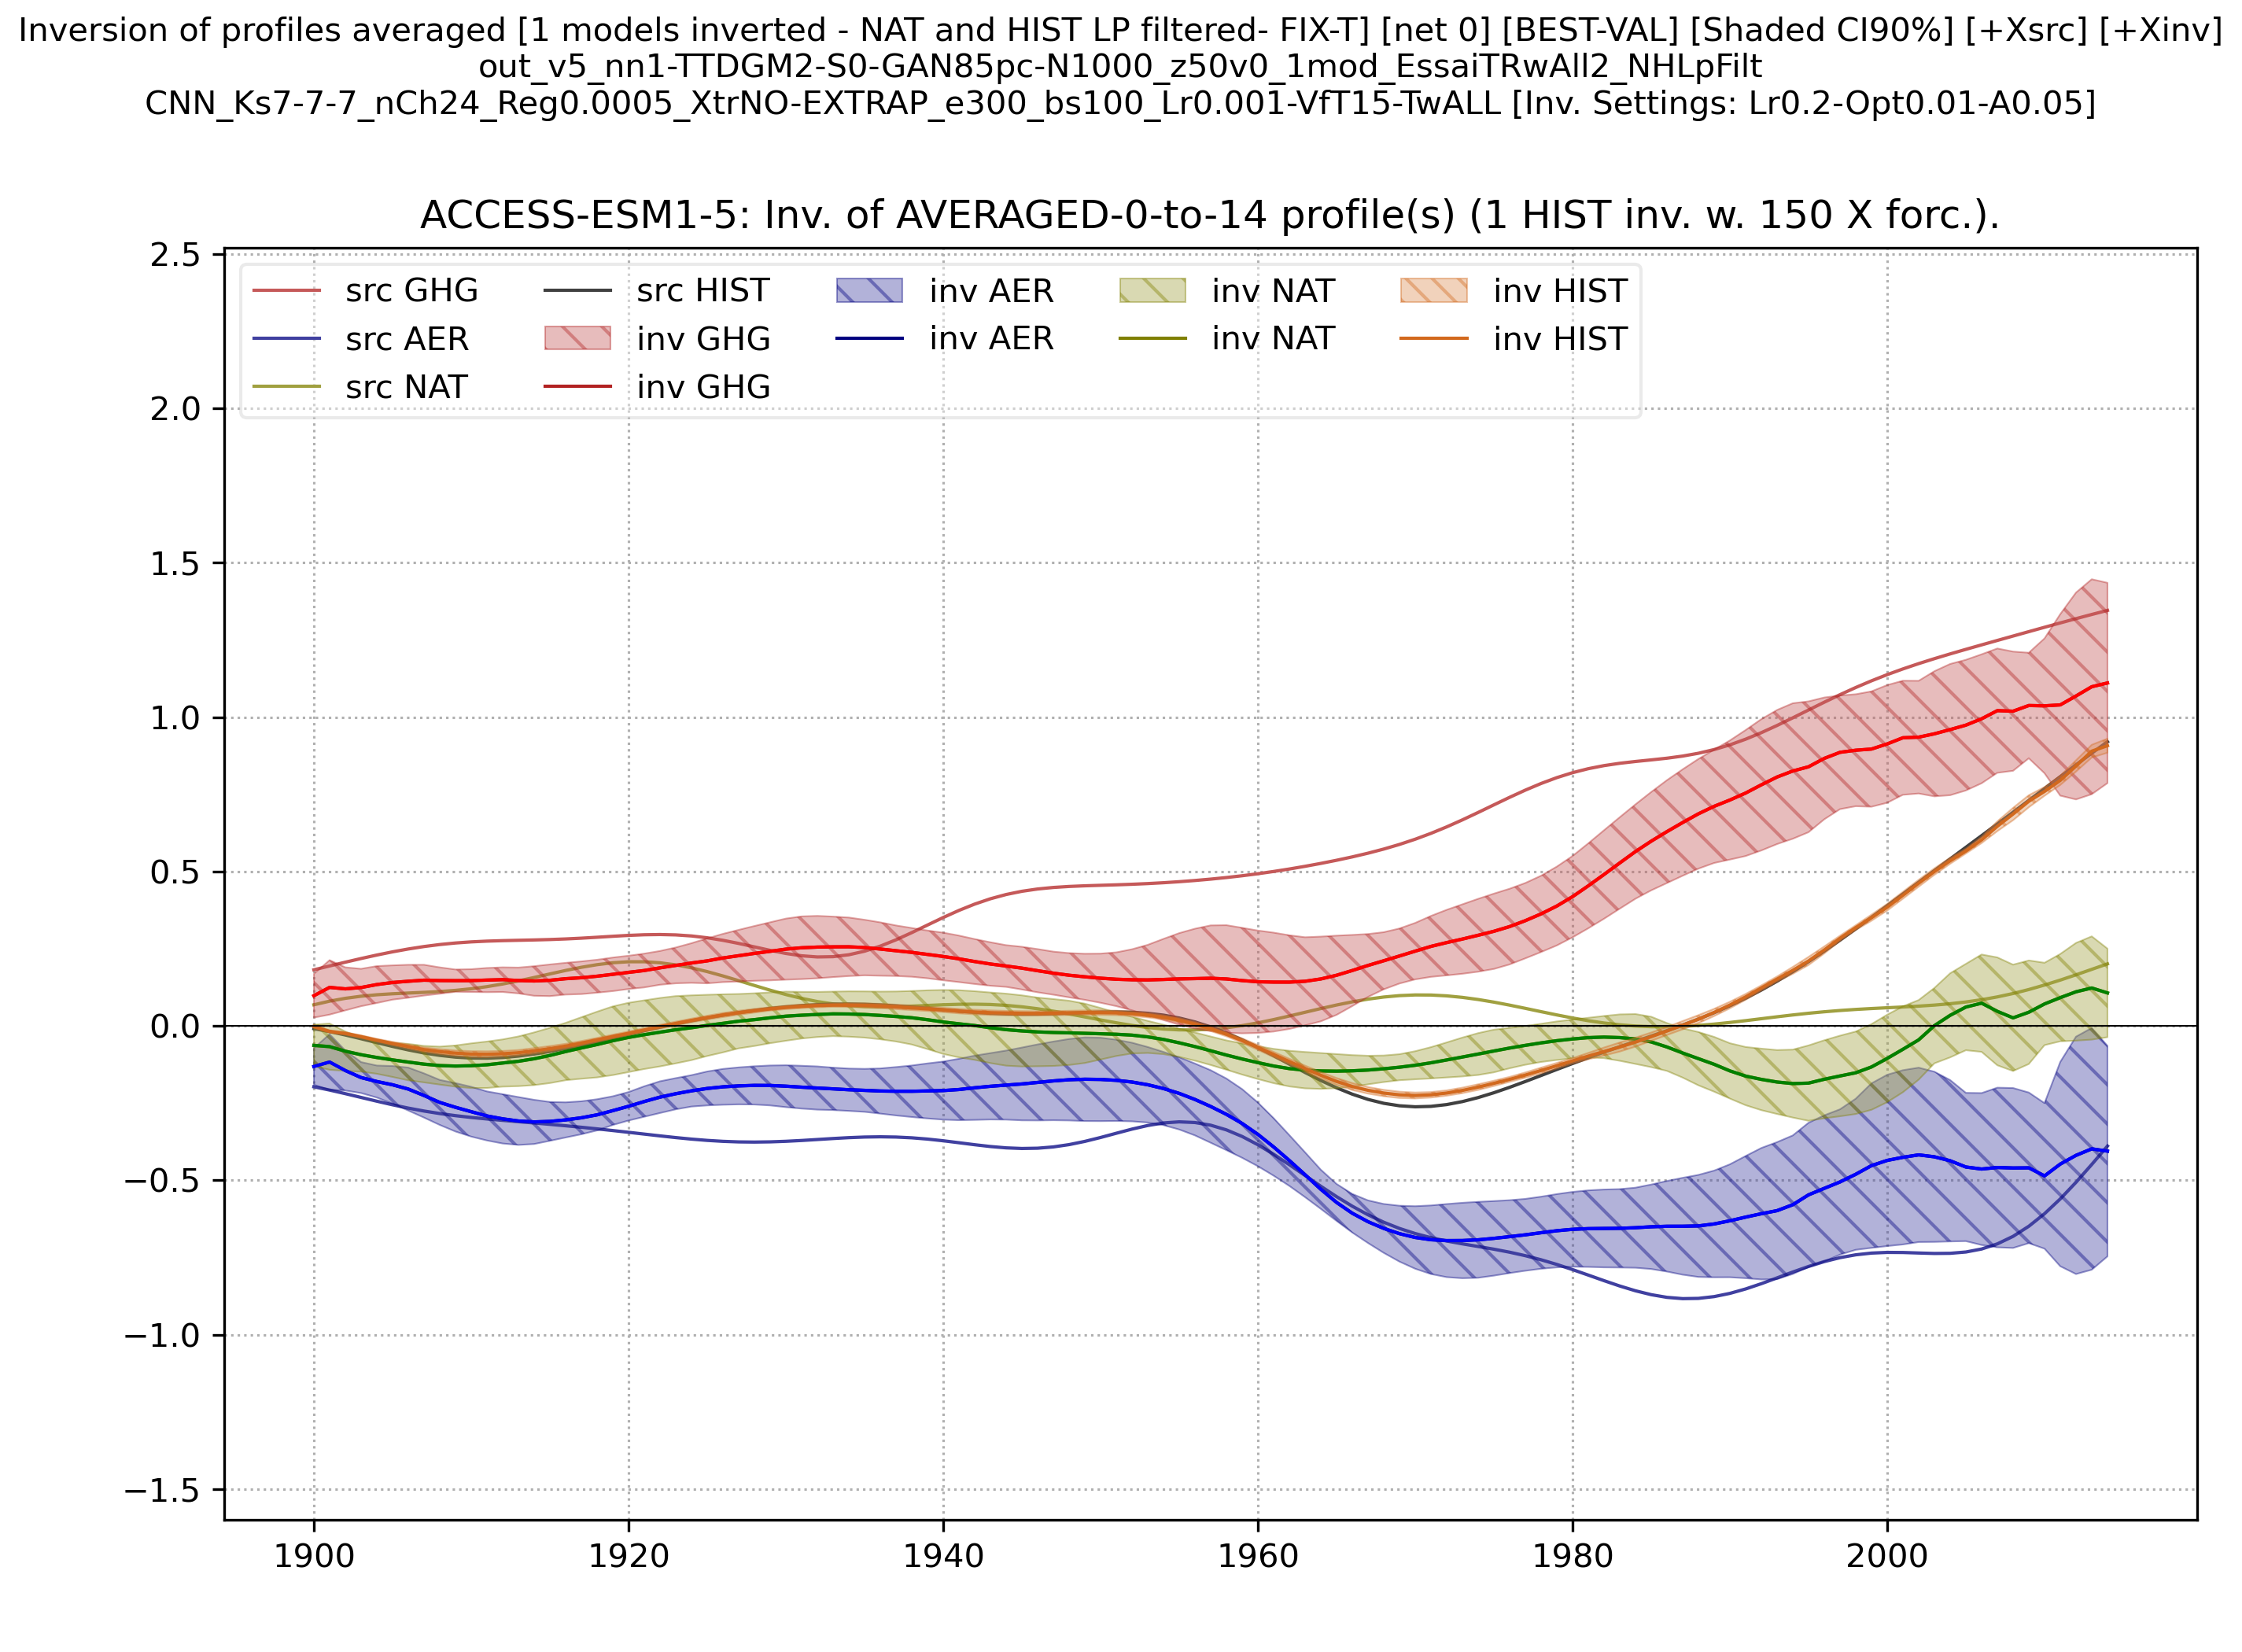 Inversion of profiles averaged [1 models inverted - NAT and HIST LP filtered- FIX-T] [net 0] [BEST-VAL] [Shaded CI90%] [+Xsrc] [+Xinv]
out_v5_nn1-TTDGM2-S0-GAN85pc-N1000_z50v0_1mod_EssaiTRwAll2_NHLpFilt
CNN_Ks7-7-7_nCh24_Reg0.0005_XtrNO-EXTRAP_e300_bs100_Lr0.001-VfT15-TwALL [Inv. Settings: Lr0.2-Opt0.01-A0.05]
ACCESS-ESM1-5: Inv. of AVERAGED-0-to-14 profile(s) (1 HIST inv. w. 150 X forc.).
src GHG
src AER
src NAT
src HIST
inv GHG
inv GHG
inv AER
inv AER
inv NAT
inv NAT
inv HIST
inv HIST
2.5
2.0
1.5
1.0
0.5
0.0
−0.5
−1.0
−1.5
1900 1920 1940 1960 1980 2000